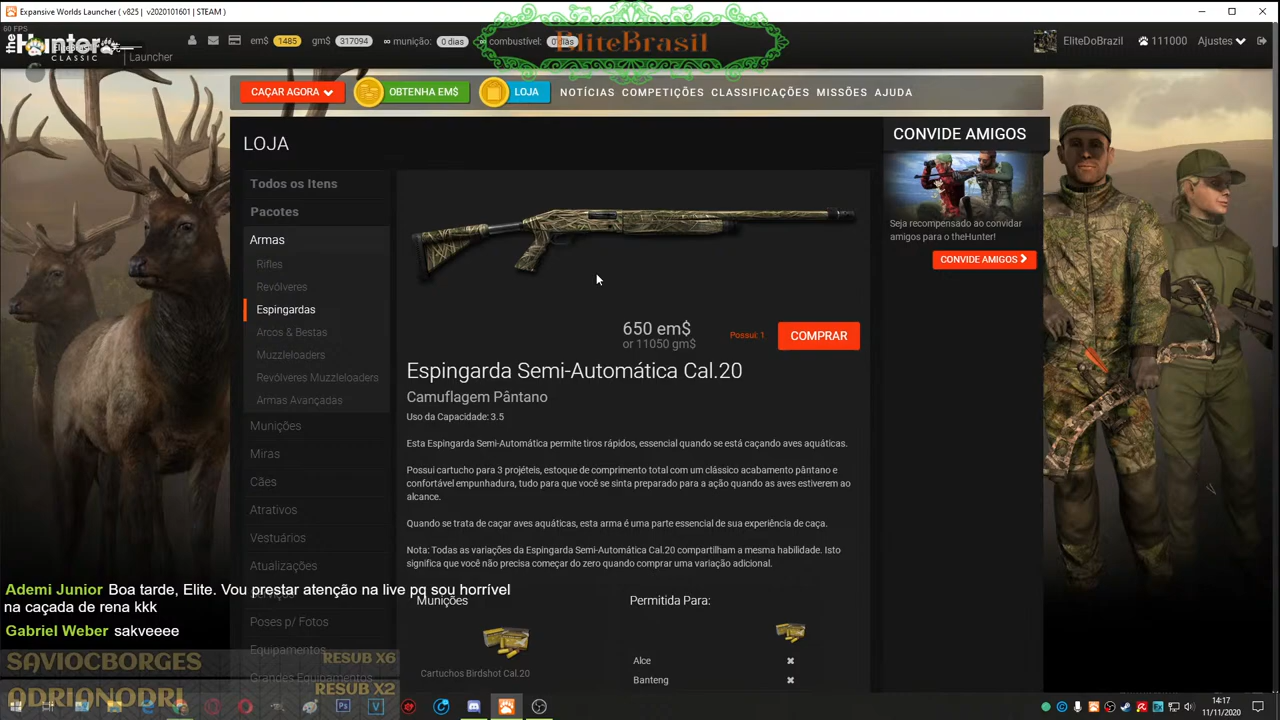 Expansive Worlds Launcher ( v825 | v2020101601 | STEAM )
60 FPS
theHunter
CLASSIC
Launcher
em$ 1485 gm$ 317094 ∞ munição: 0 dias ∞ combustível: 0 dias
EliteBrasil
EliteDoBrazil 111000 Ajustes
CAÇAR AGORA OBTENHA EM$ LOJA NOTÍCIAS COMPETIÇÕES CLASSIFICAÇÕES MISSÕES AJUDA
LOJA
Todos os Itens
Pacotes
Armas
Rifles
Revólveres
Espingardas
Arcos & Bestas
Muzzleloaders
Revólveres Muzzleloaders
Armas Avançadas
Munições
Miras
Cães
Atrativos
Vestuários
Atualizações
Poses p/ Fotos
Equipamentos
Grandes Equipamentos
650 em$
or 11050 gm$
Possui: 1
COMPRAR
Espingarda Semi-Automática Cal.20
Camuflagem Pântano
Uso da Capacidade: 3.5
Esta Espingarda Semi-Automática permite tiros rápidos, essencial quando se está caçando aves aquáticas.
Possui cartucho para 3 projéteis, estoque de comprimento total com um clássico acabamento pântano e
confortável empunhadura, tudo para que você se sinta preparado para a ação quando as aves estiverem ao
alcance.
Quando se trata de caçar aves aquáticas, esta arma é uma parte essencial de sua experiência de caça.
Nota: Todas as variações da Espingarda Semi-Automática Cal.20 compartilham a mesma habilidade. Isto
significa que você não precisa começar do zero quando comprar uma variação adicional.
Munições
Cartuchos Birdshot Cal.20
Permitida Para:
Alce
Banteng
CONVIDE AMIGOS
Seja recompensado ao convidar
amigos para o theHunter!
CONVIDE AMIGOS
Ademi Junior Boa tarde, Elite. Vou prestar atenção na live pq sou horrível
na caçada de rena kkk
Gabriel Weber sakveeee
SAVIOCBORGES RESUB X6
ADRIANODRL RESUB X2
14:17
11/11/2020